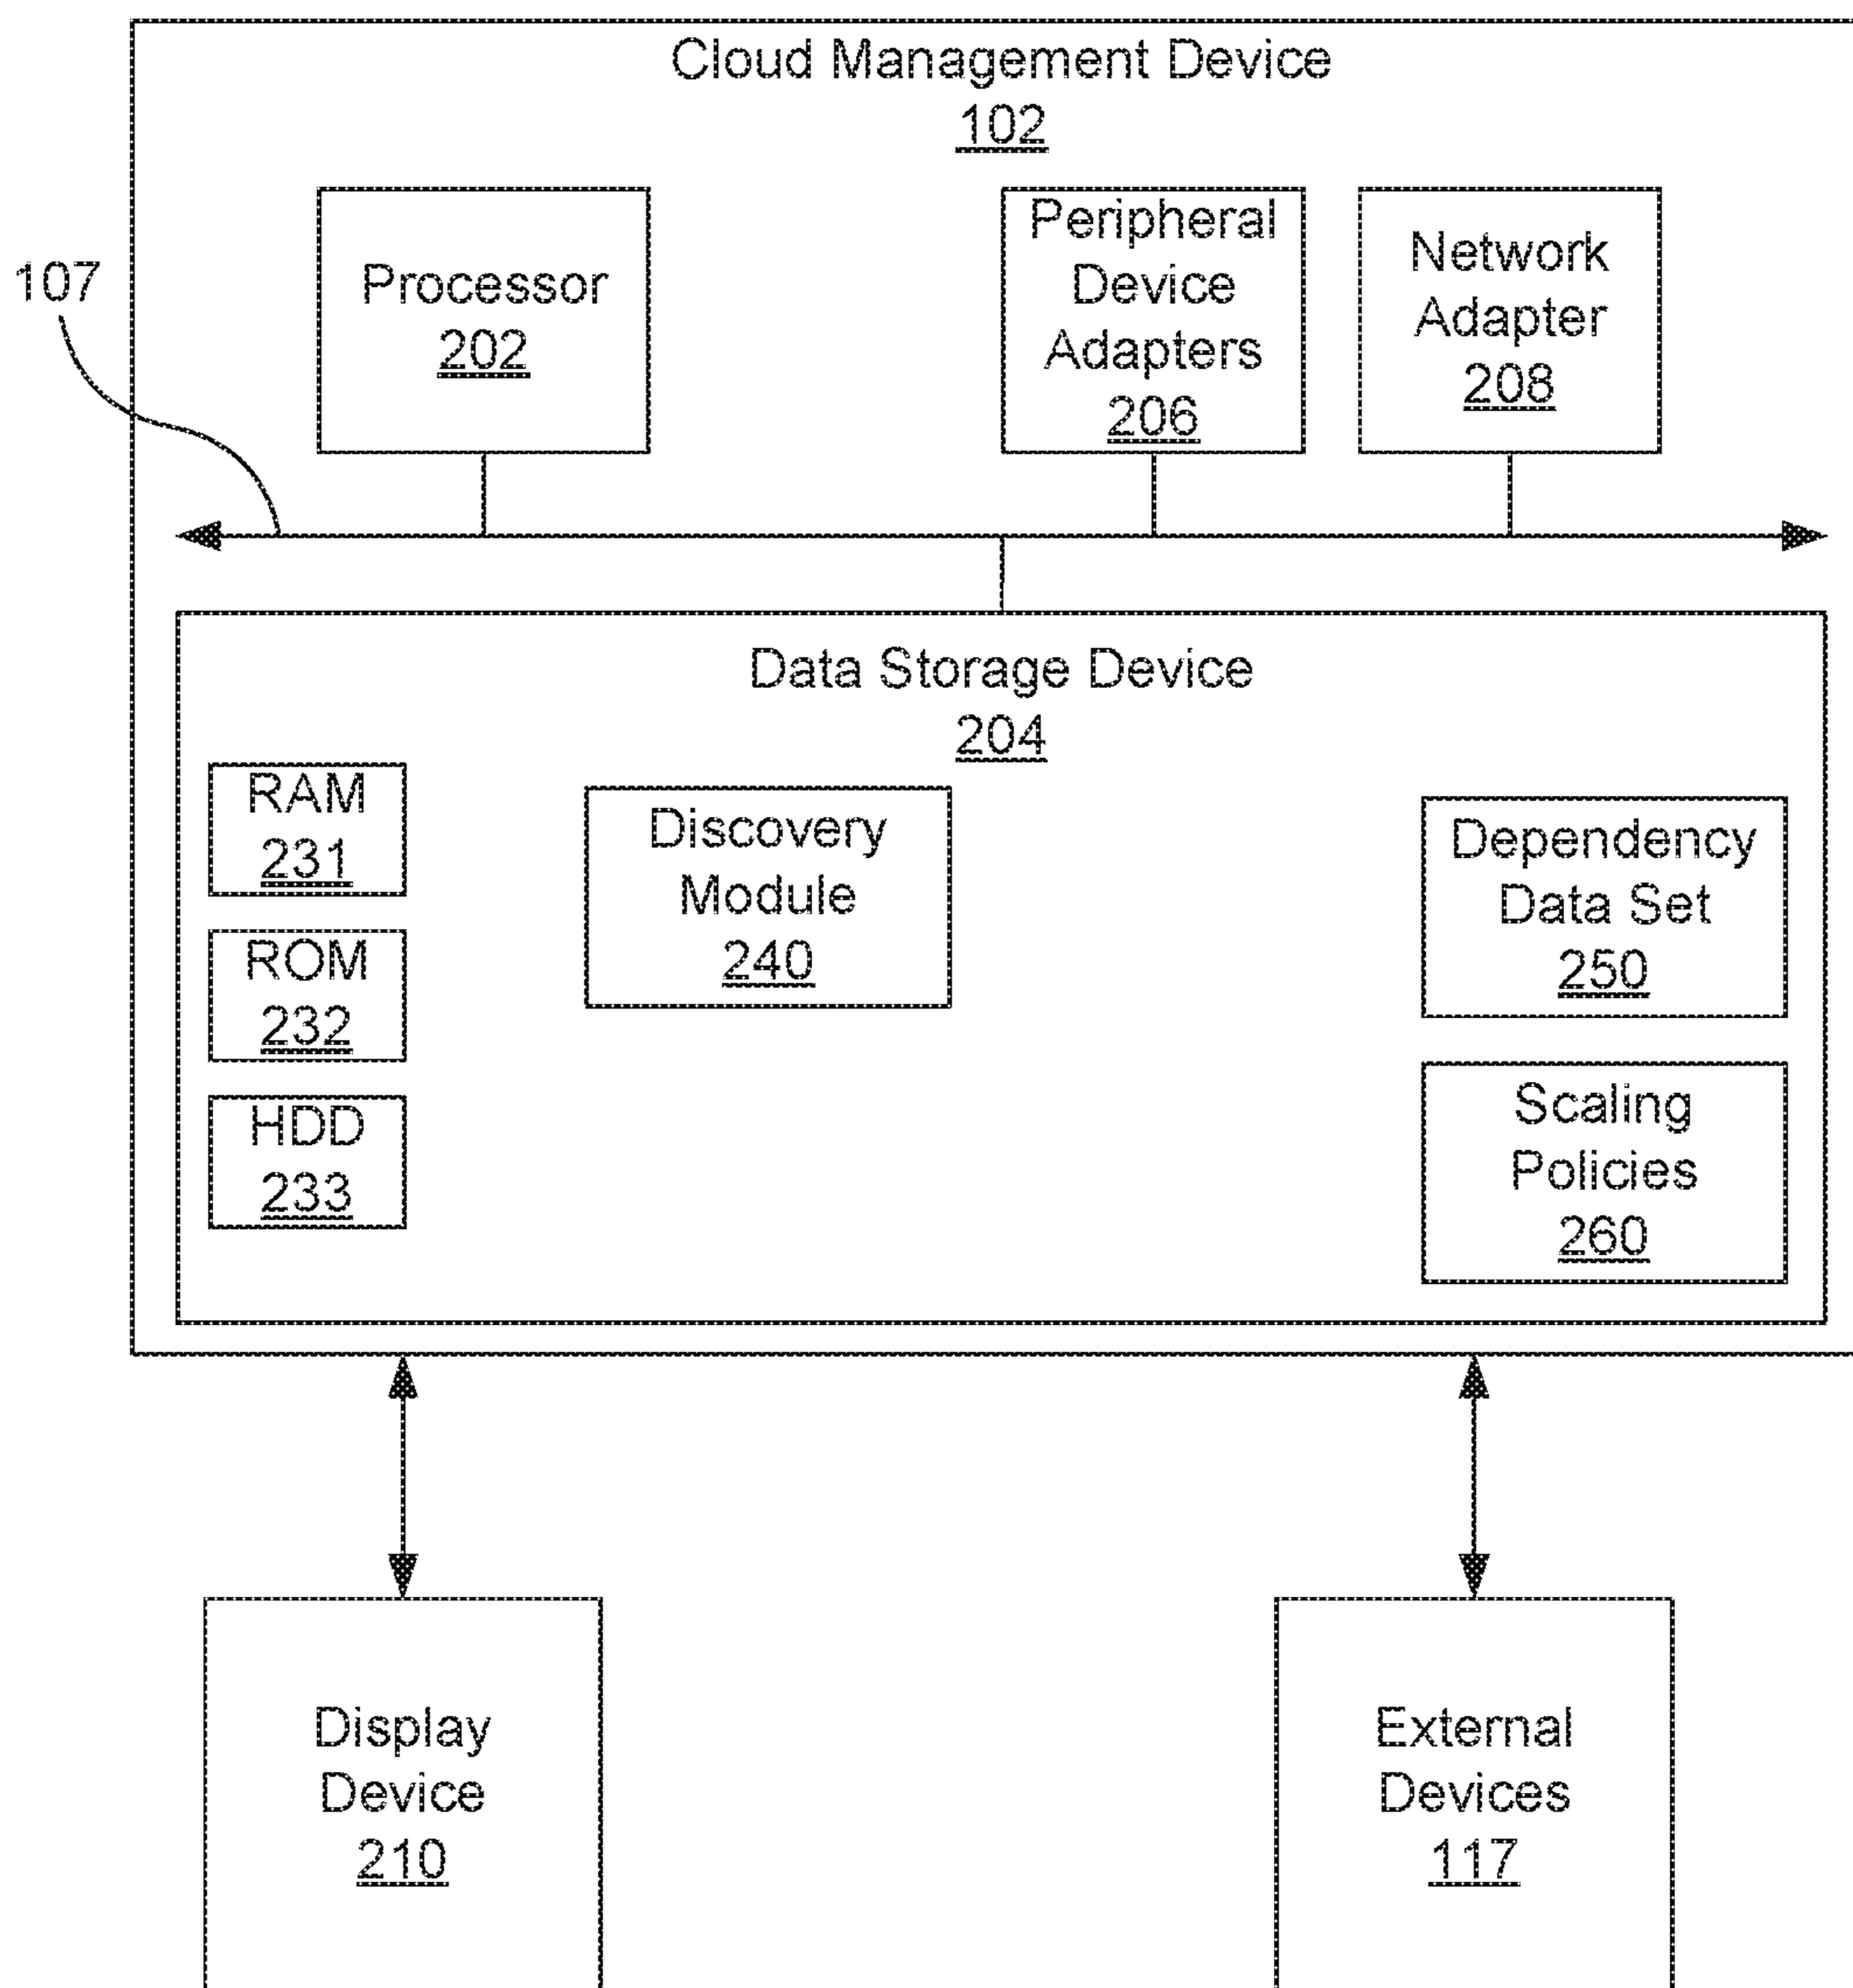 Cloud Management Device
102
107
Processor
202
Peripheral
Device
Adapters
206
Network
Adapter
208
Data Storage Device
204
RAM
231
ROM
232
HDD
233
Discovery
Module
240
Dependency
Data Set
250
Scaling
Policies
260
Display
Device
210
External
Devices
117